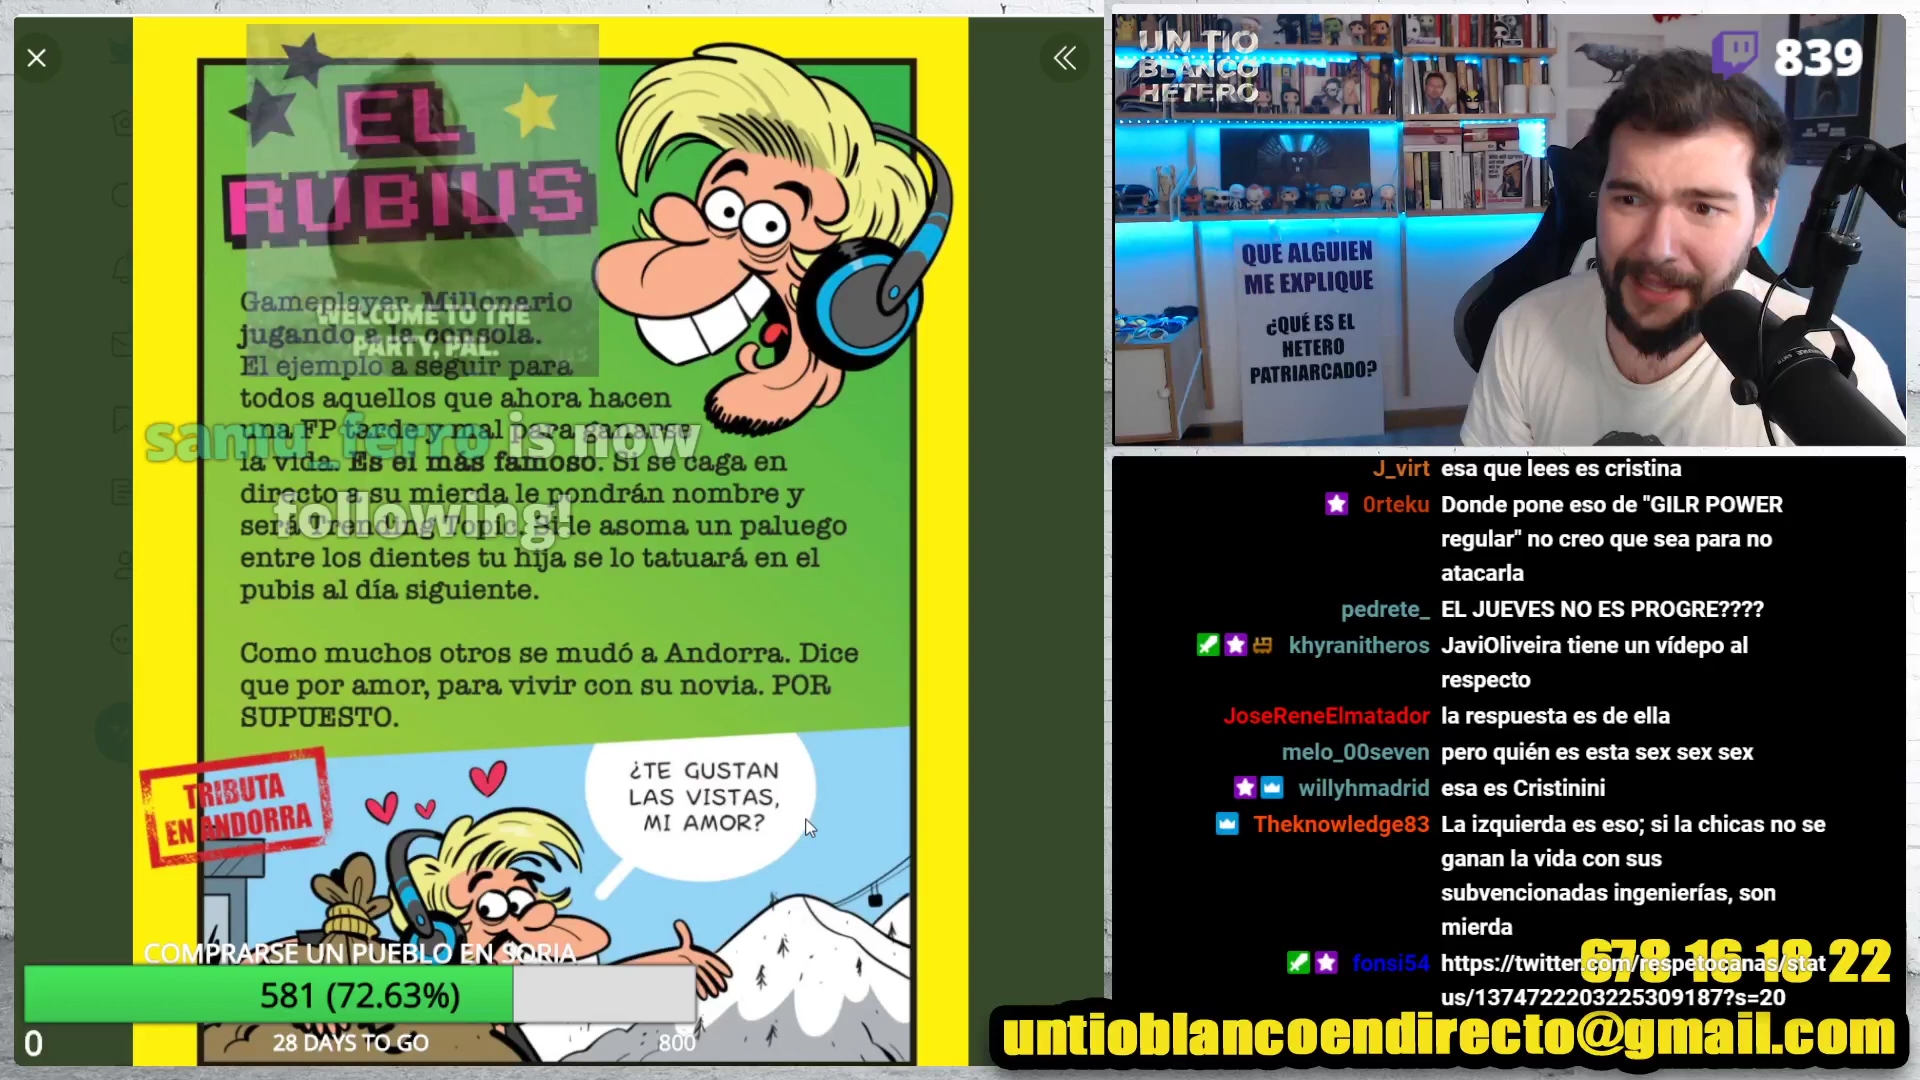 EL
RUBIUS
Gameplayer Millonario
jugando a la consola.
El ejemplo a seguir para
todos aquellos que ahora hacen
una FP tarde y mal para ganarse
la vida. Es el más famoso. Si se caga en
directo a su mierda le pondrán nombre y
será Trending Topic. Si le asoma un paluego
entre los dientes tu hija se lo tatuará en el
pubis al día siguiente.
Como muchos otros se mudó a Andorra. Dice
que por amor, para vivir con su novia. POR
SUPUESTO.
WELCOME TO THE
PARTY, PAL.
samu_ferro is now
following!
TRIBUTA
EN ANDORRA
¿TE GUSTAN
LAS VISTAS,
MI AMOR?
COMPRARSE UN PUEBLO EN SORIA
581 (72.63%)
0
28 DAYS TO GO
800
UN TIO
BLANCO
HETERO
839
QUE ALGUIEN
ME EXPLIQUE
¿QUÉ ES EL
HETERO
PATRIARCADO?
J_virt esa que lees es cristina
0rteku Donde pone eso de "GILR POWER
regular" no creo que sea para no
atacarla
pedrete_ EL JUEVES NO ES PROGRE????
khyranitheros JaviOliveira tiene un vídepo al
respecto
JoseReneElmatador la respuesta es de ella
melo_00seven pero quién es esta sex sex sex
willyhmadrid esa es Cristinini
Theknowledge83 La izquierda es eso; si la chicas no se
ganan la vida con sus
subvencionadas ingenierías, son
mierda
fonsi54 https://twitter.com/respetocanas/stat
us/1374722203225309187?s=20
678 16 18 22
untioblancoendirecto@gmail.com